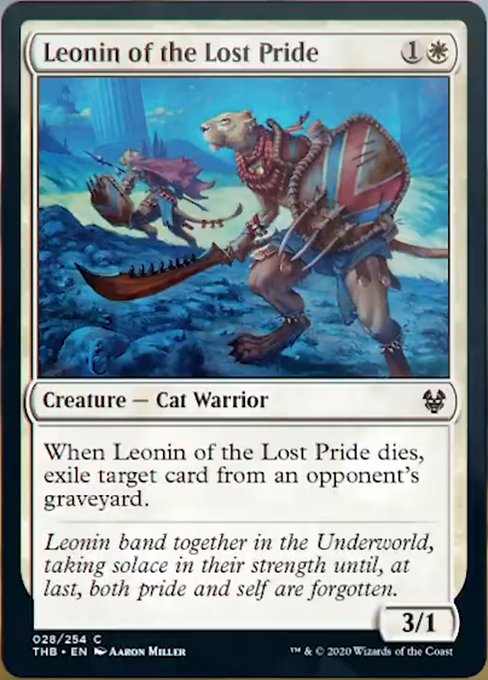 Leonin of the Lost Pride 1
Creature — Cat Warrior
When Leonin of the Lost Pride dies,
exile target card from an opponent's
graveyard.
Leonin band together in the Underworld,
taking solace in their strength until, at
last, both pride and self are forgotten.
3/1
028/254 C
THB • EN Aaron Miller
™ & © 2020 Wizards of the Coast